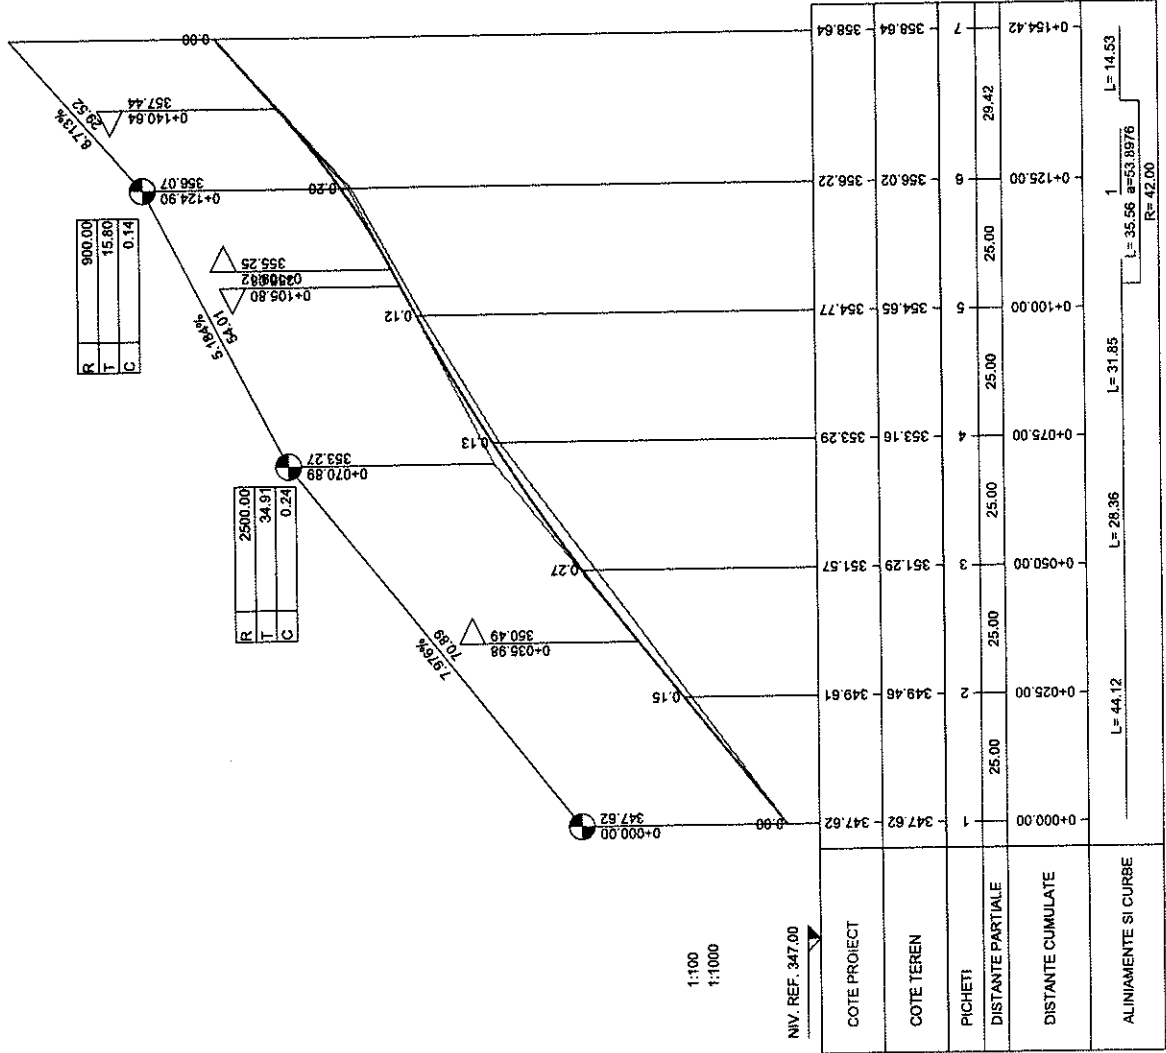 8.713%
29.52
0+140.64
357.44
0.00
0+124.90
356.07
0.20
R 900.00
T 15.80
C 0.14
355.25
0+105.80
5.184%
54.01
0.12
0+070.89
353.27
0.13
R 2500.00
T 34.91
C 0.24
0.27
0+035.98
350.49
7.976%
70.89
0.15
0+000.00
347.62
0.00
1:100
1:1000
NIV. REF. 347.00
COTE PROIECT 347.62 349.61 351.57 353.29 354.77 356.22 358.64
COTE TEREN 347.62 349.46 351.29 353.16 354.65 356.02 358.64
PICHETI 1 2 3 4 5 6 7
DISTANTE PARTIALE 25.00 25.00 25.00 25.00 25.00 29.42
DISTANTE CUMULATE 0+000.00 0+025.00 0+050.00 0+075.00 0+100.00 0+125.00 0+154.42
ALINIAMENTE SI CURBE L= 44.12 L= 28.36 L= 31.85 1 L= 14.53
L= 35.56 a=53.8976
R= 42.00